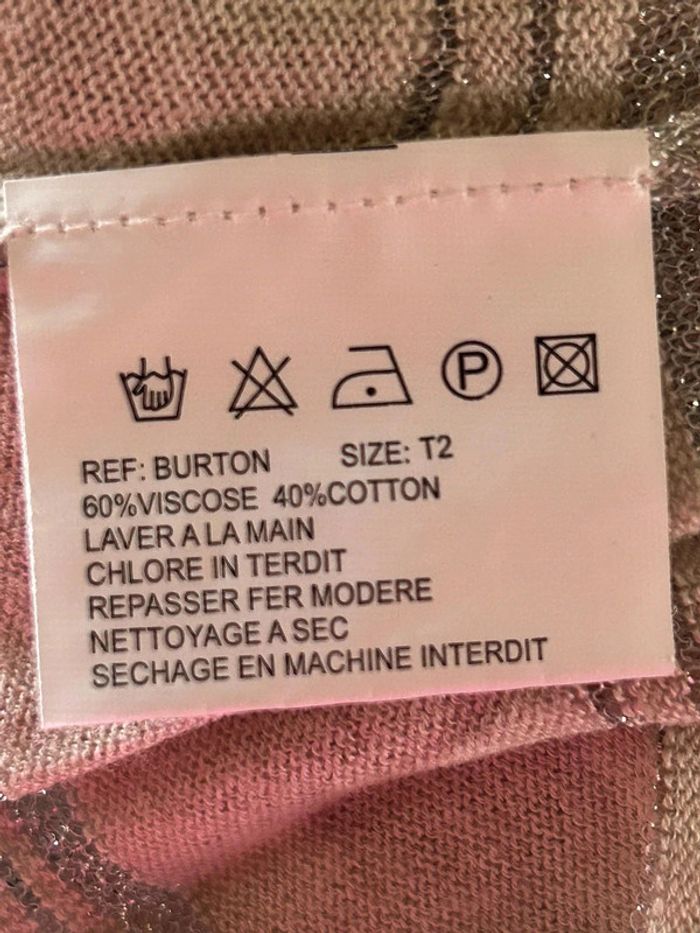 P
REF: BURTON SIZE: T2
60%VISCOSE 40%COTTON
LAVER A LA MAIN
CHLORE IN TERDIT
REPASSER FER MODERE
NETTOYAGE A SEC
SECHAGE EN MACHINE INTERDIT